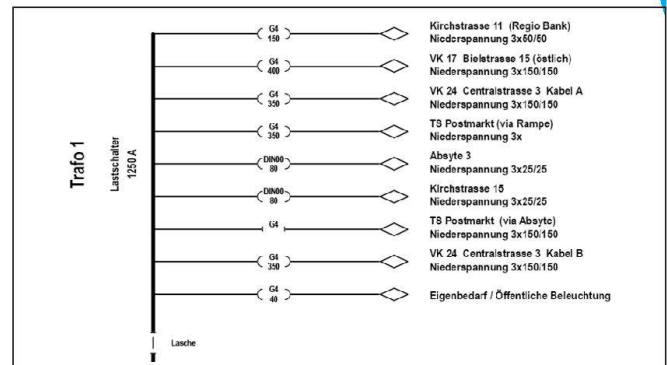 G4
150
Kirchstrasse 11 (Regio Bank)
Niederspannung 3x50/50
G4
400
VK 17 Bielstrasse 15 (östlich)
Niederspannung 3x150/150
G4
350
VK 24 Centralstrasse 3 Kabel A
Niederspannung 3x150/150
G4
350
TS Postmarkt (via Rampe)
Niederspannung 3x
DIN00
80
Absyte 3
Niederspannung 3x25/25
DIN00
80
Kirchstrasse 15
Niederspannung 3x25/25
G4
TS Postmarkt (via Absyte)
Niederspannung 3x150/150
G4
350
VK 24 Centralstrasse 3 Kabel B
Niederspannung 3x150/150
G4
40
Eigenbedarf / Öffentliche Beleuchtung
Trafo 1
Lastschalter
1250 A
Lasche